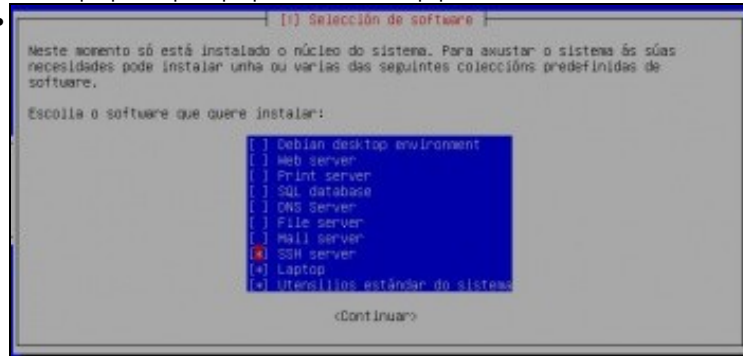 [!] Selección de software
Neste momento só está instalado o núcleo do sistema. Para axustar o sistema ás súas
necesidades pode instalar unha ou varias das seguintes coleccións predefinidas de
software.
Escolla o software que quere instalar:
[ ] Debian desktop environment
[ ] Web server
[ ] Print server
[ ] SQL database
[ ] DNS Server
[ ] File server
[ ] Mail server
[*] SSH server
[*] Laptop
[*] Utensilios estándar do sistema
<Continuar>